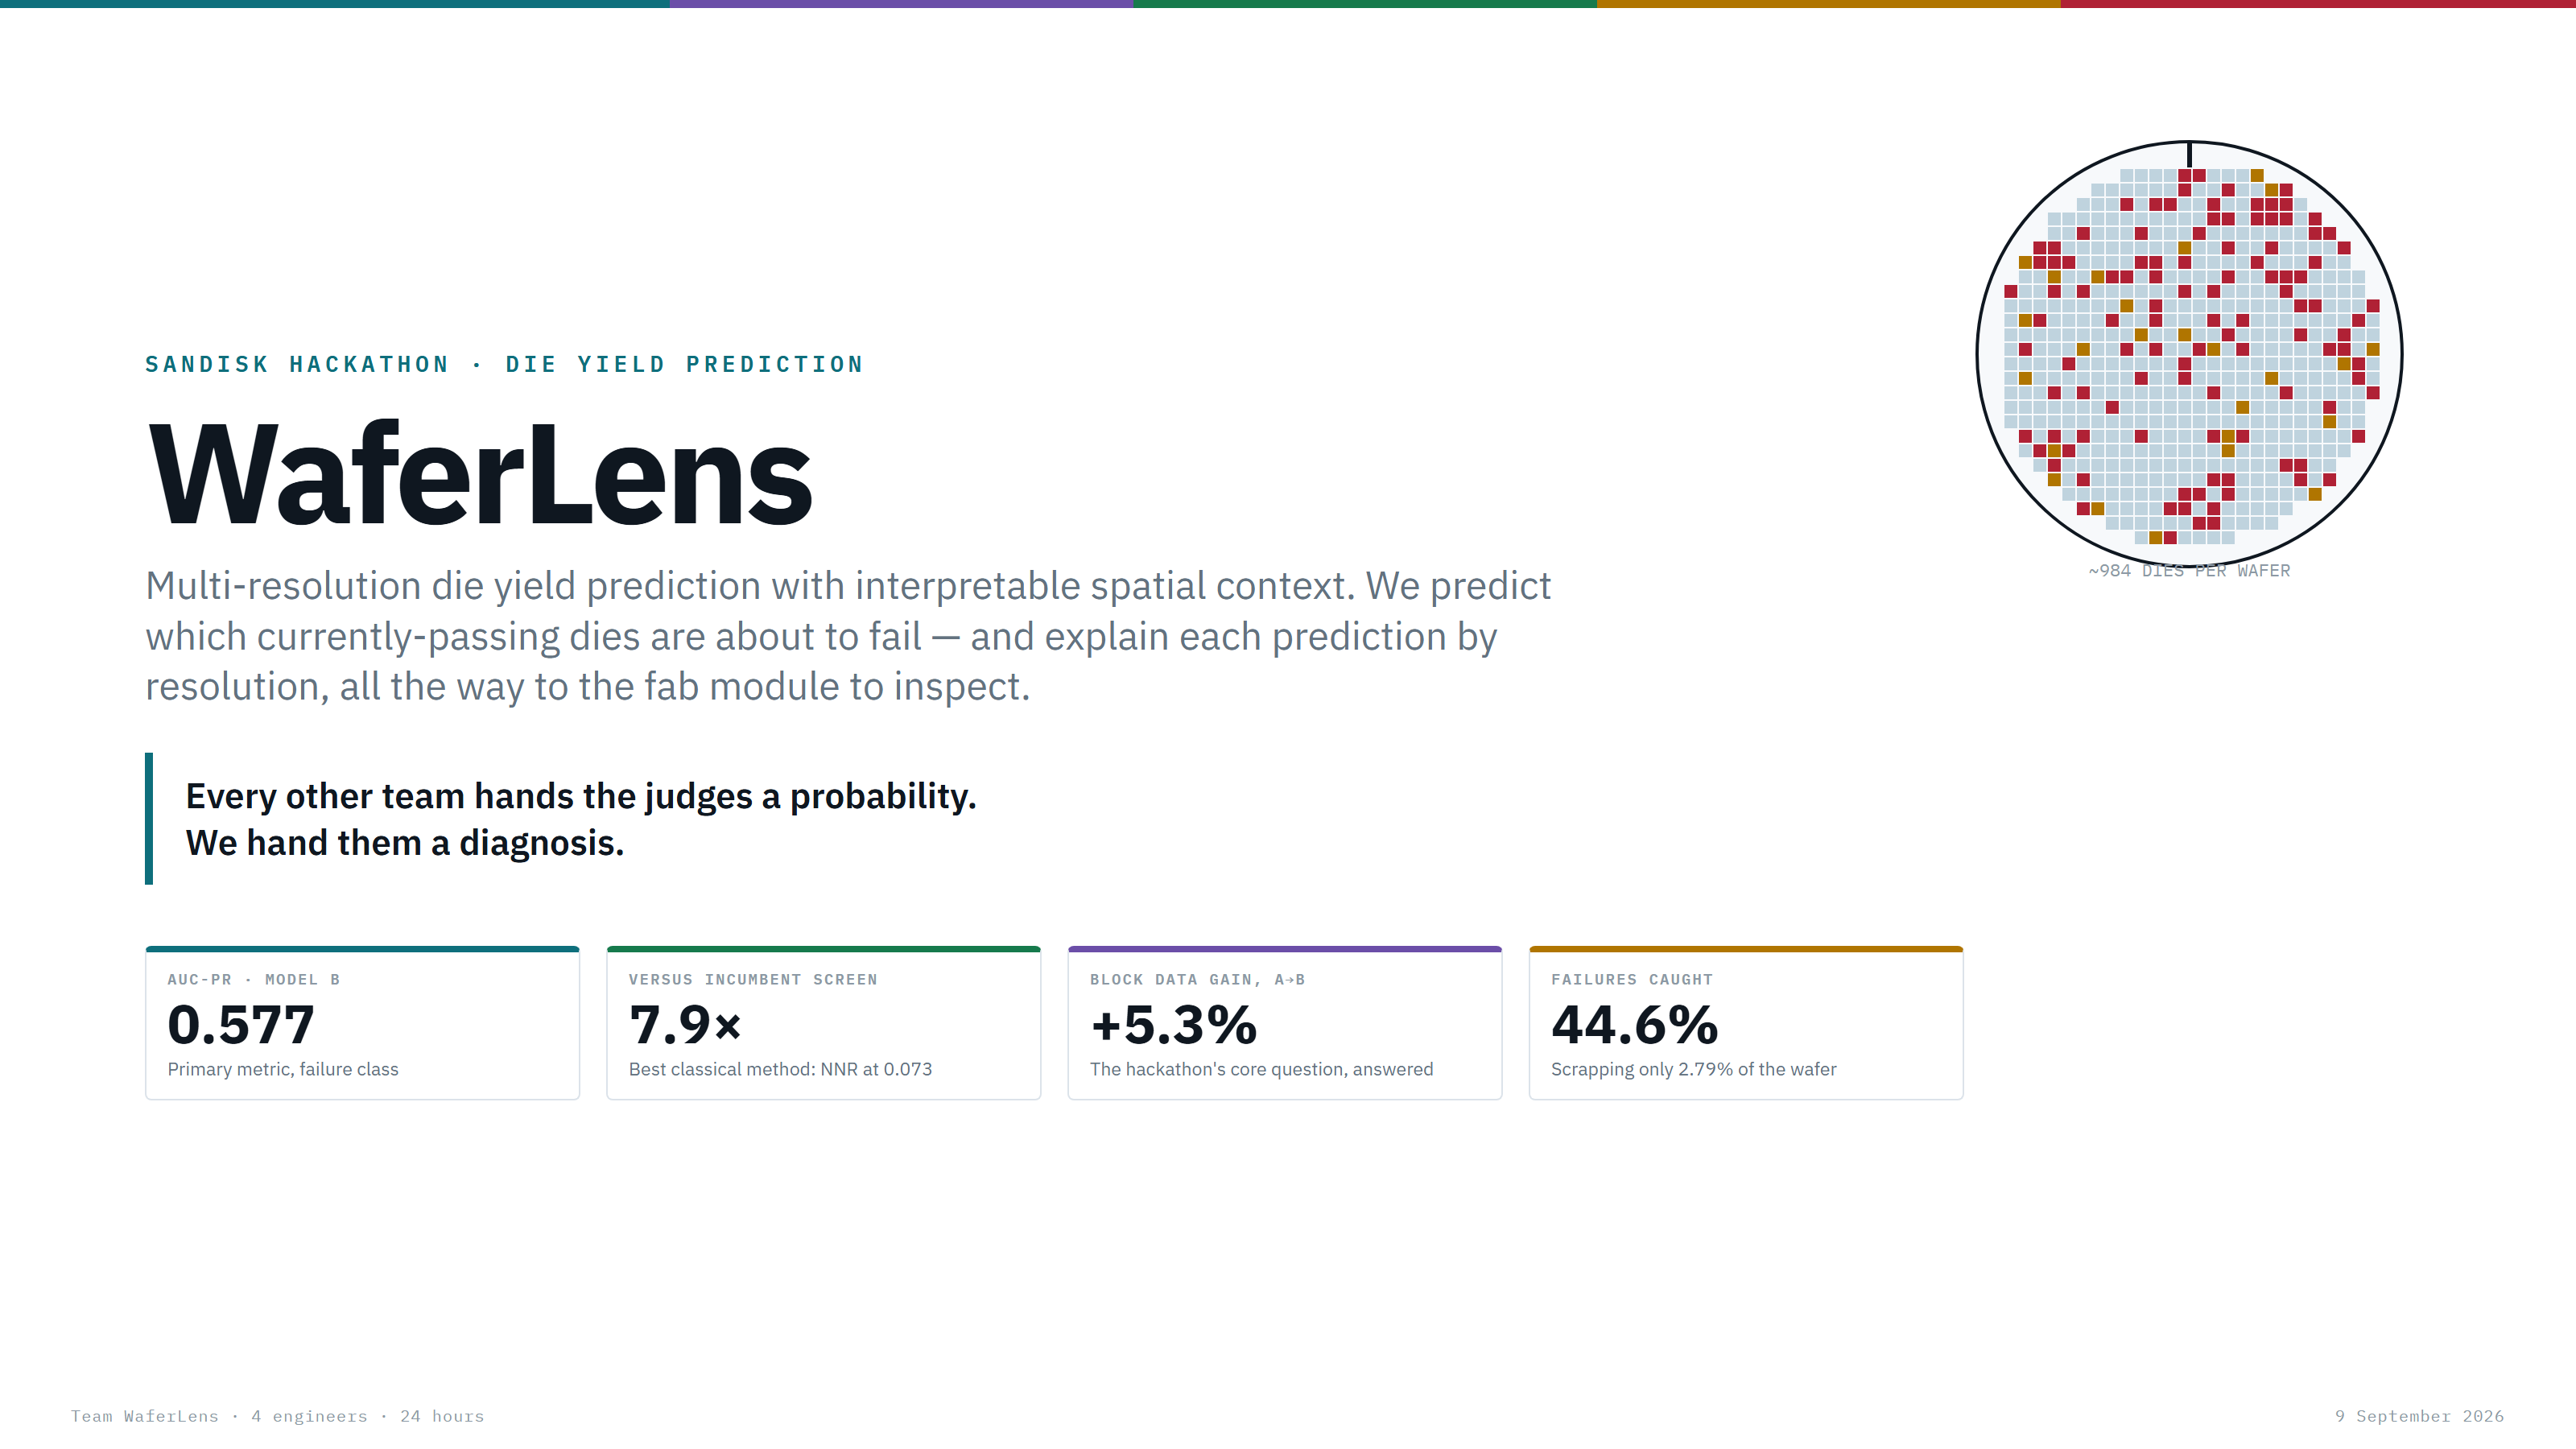 SANDISK HACKATHON · DIE YIELD PREDICTION
WaferLens
Multi-resolution die yield prediction with interpretable spatial context. We predict
which currently-passing dies are about to fail — and explain each prediction by
resolution, all the way to the fab module to inspect.
~984 DIES PER WAFER
Every other team hands the judges a probability.
We hand them a diagnosis.
AUC-PR · MODEL B
0.577
Primary metric, failure class
VERSUS INCUMBENT SCREEN
7.9×
Best classical method: NNR at 0.073
BLOCK DATA GAIN, A→B
+5.3%
The hackathon's core question, answered
FAILURES CAUGHT
44.6%
Scrapping only 2.79% of the wafer
Team WaferLens · 4 engineers · 24 hours
9 September 2026